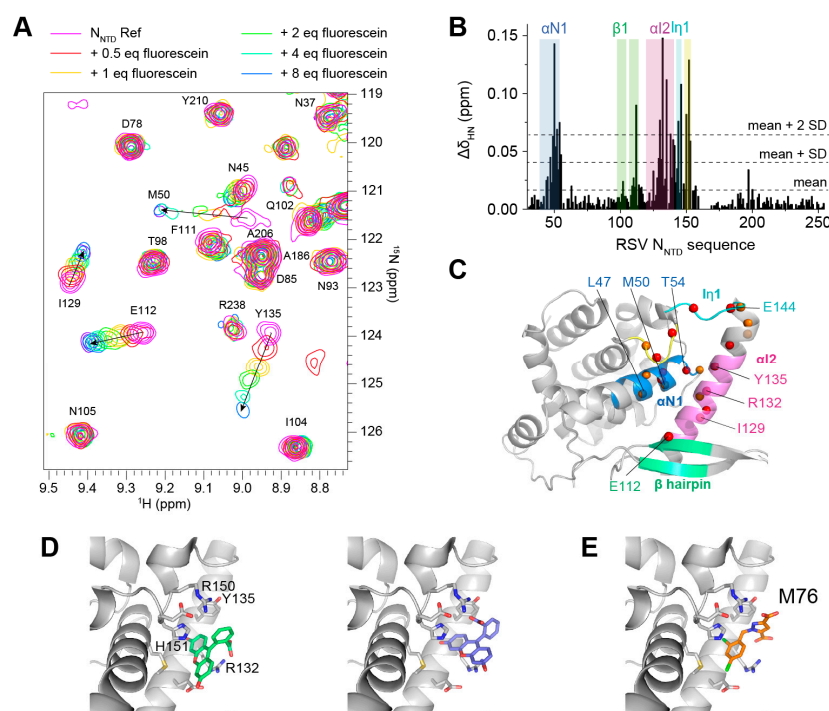 A
N_NTD Ref
+ 0.5 eq fluorescein
+ 1 eq fluorescein
+ 2 eq fluorescein
+ 4 eq fluorescein
+ 8 eq fluorescein
Y210
N37
D78
N45
M50
Q102
F111
A206
A186
T98
D85
N93
I129
E112
R238
Y135
N105
I104
119
120
121
122
123
124
125
126
¹⁵N (ppm)
9.5 9.4 9.3 9.2 9.1 9.0 8.9 8.8
¹H (ppm)
B
αN1 β1 αI2 Iη1
0.15
0.10
0.05
0.00
Δδ_HN (ppm)
mean + 2 SD
mean + SD
mean
50 100 150 200 250
RSV N_NTD sequence
C
L47 M50 T54 Iη1
E144
αI2
Y135
R132
I129
αN1
E112
β hairpin
D
R150
Y135
H151
R132
E
M76